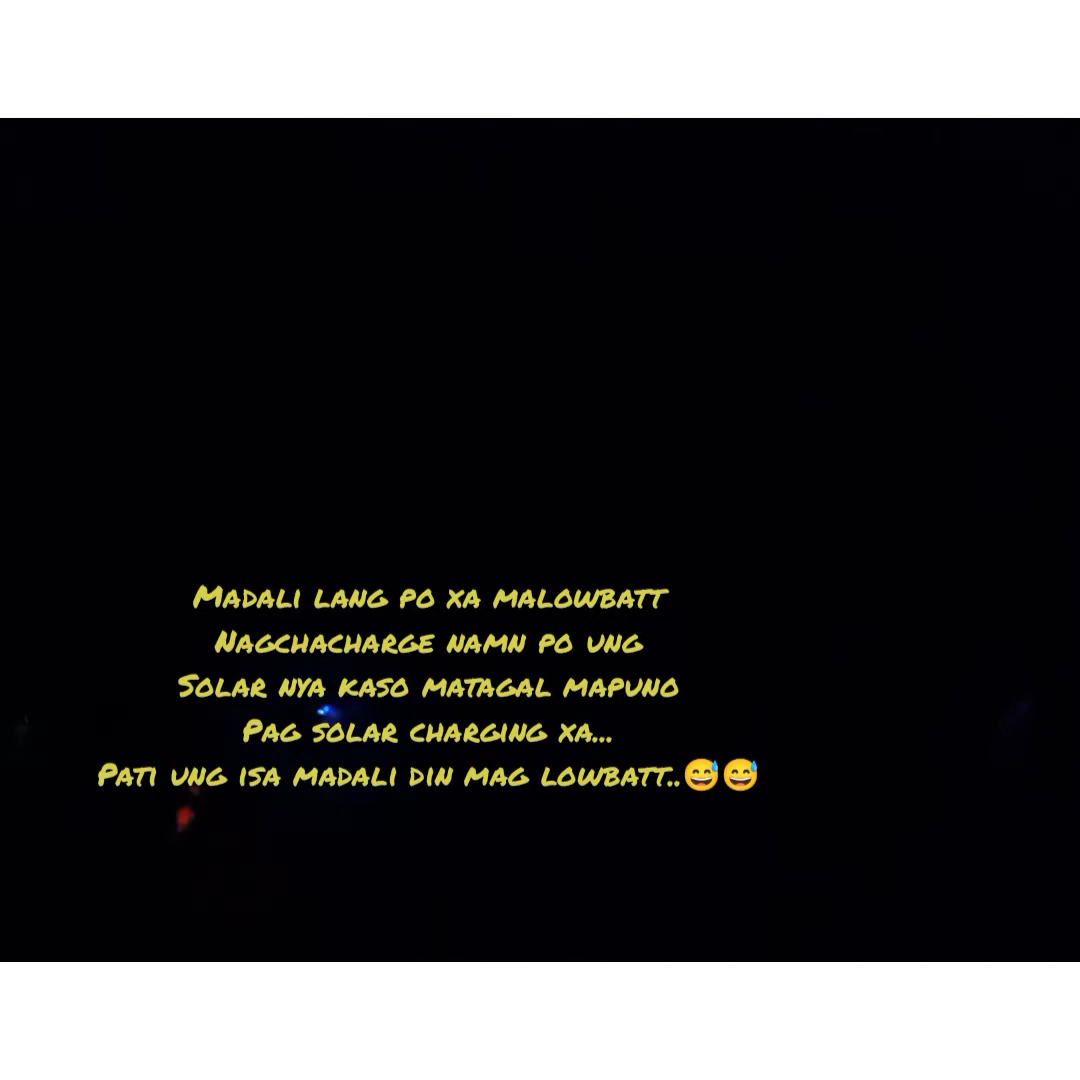 Madali lang po xa malowbatt
Nagchacharge namn po ung
Solar nya kaso matagal mapuno
Pag solar charging xa...
Pati ung isa madali din mag lowbatt..😅😅